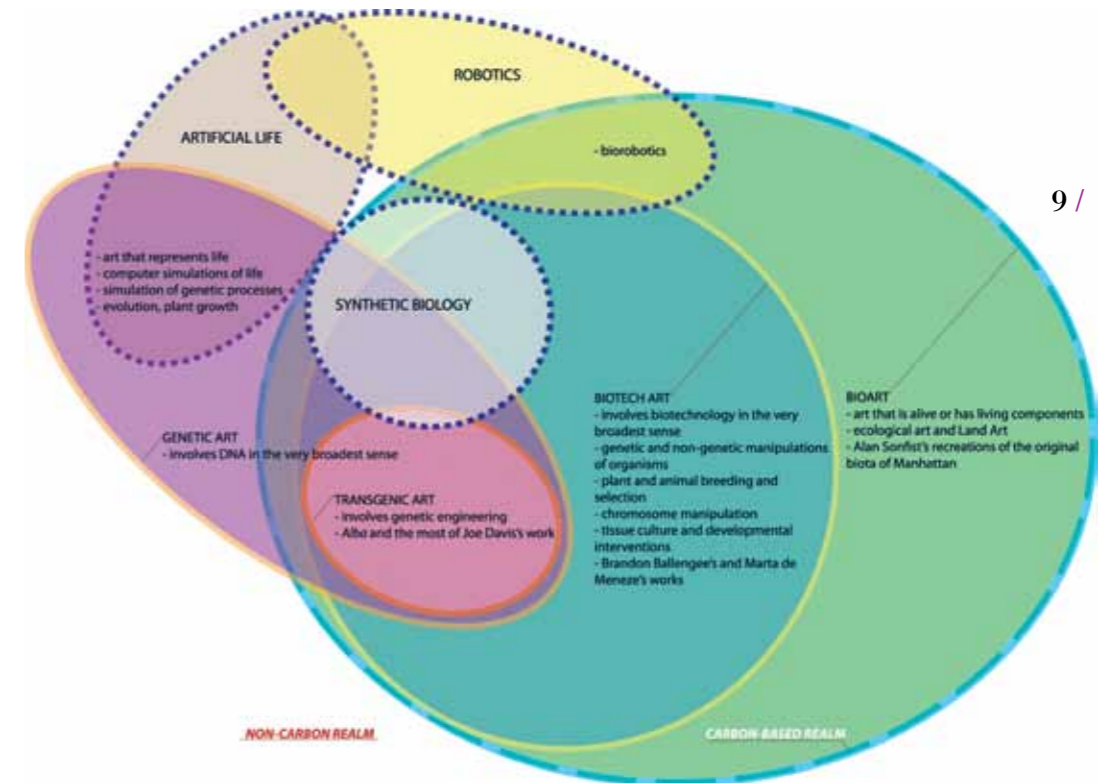 ROBOTICS
ARTIFICIAL LIFE
- biorobotics
9 /
- art that represents life
- computer simulations of life
- simulation of genetic processes
- evolution, plant growth
SYNTHETIC BIOLOGY
GENETIC ART
- involves DNA in the very broadest sense
TRANSGENIC ART
- involves genetic engineering
- Alba and the most of Joe Davis's work
BIOTECH ART
- involves biotechnology in the very
broadest sense
- genetic and non-genetic manipulations
of organisms
- plant and animal breeding and
selection
- chromosome manipulation
- tissue culture and developmental
interventions
- Brandon Ballengee's and Marta de
Meneze's works
BIOART
- art that is alive or has living components
- ecological art and Land Art
- Alan Sonfist's recreations of the original
biota of Manhattan
NON-CARBON REALM
CARBON-BASED REALM